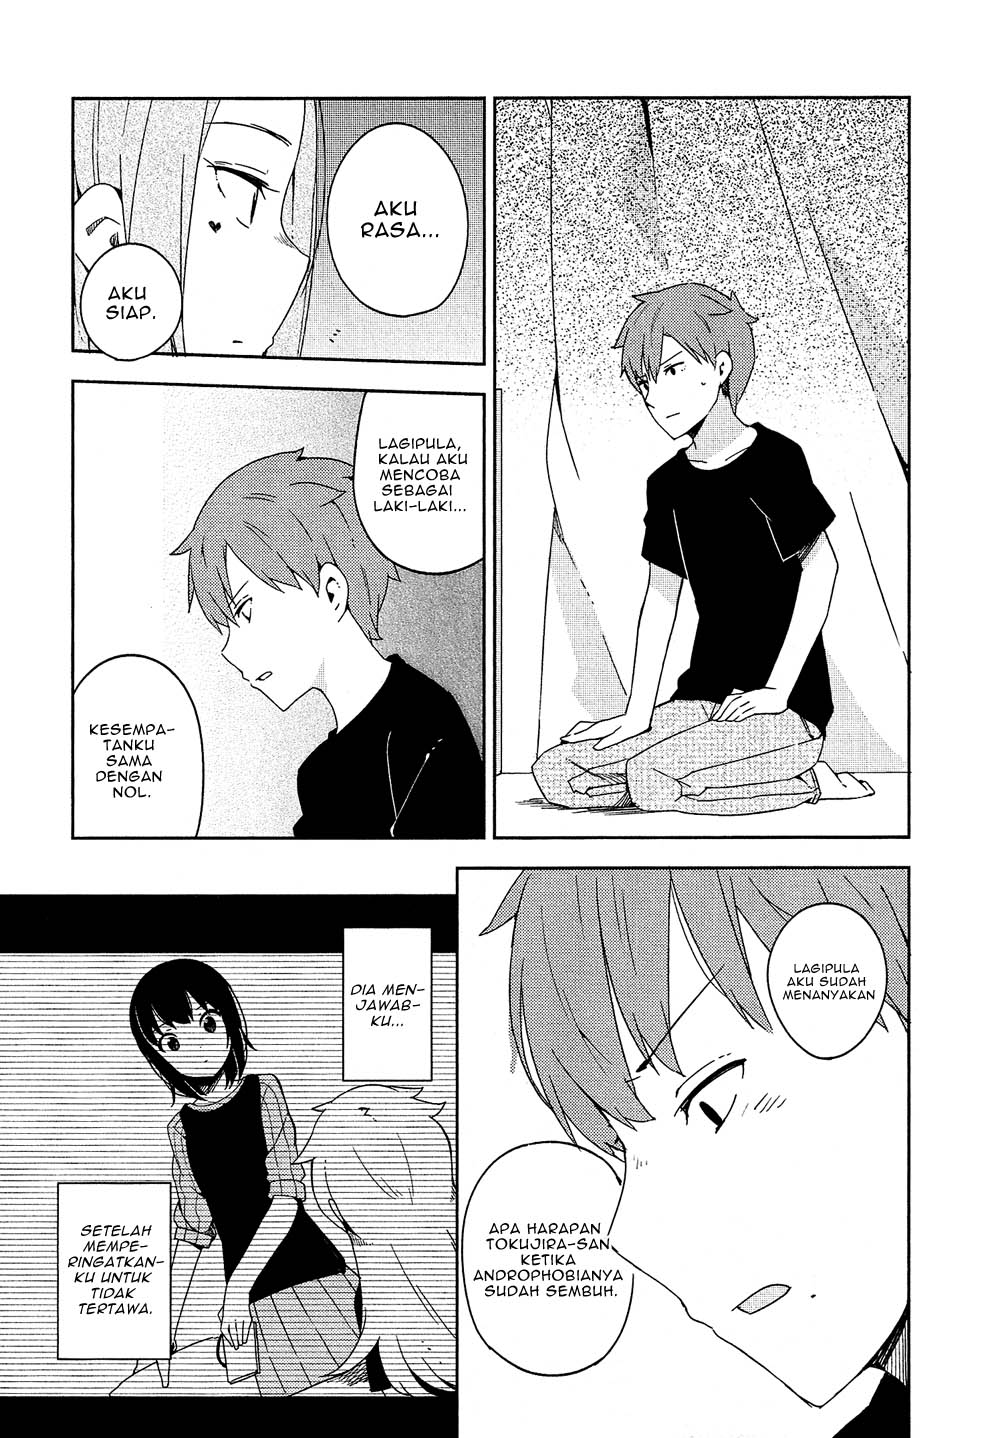 AKU
RASA...
AKU
SIAP.
LAGIPULA,
KALAU AKU
MENCOBA
SEBAGAI
LAKI-LAKI...
KESEMPA-
TANKU
SAMA
DENGAN
NOL.
LAGIPULA
AKU SUDAH
MENANYAKAN
APA HARAPAN
TOKUJIRA-SAN
KETIKA
ANDROPHOBIANYA
SUDAH SEMBUH.
DIA MEN-
JAWAB-
KU...
SETELAH
MEMPE-
RINGATKAN-
KU UNTUK
TIDAK
TERTAWA.